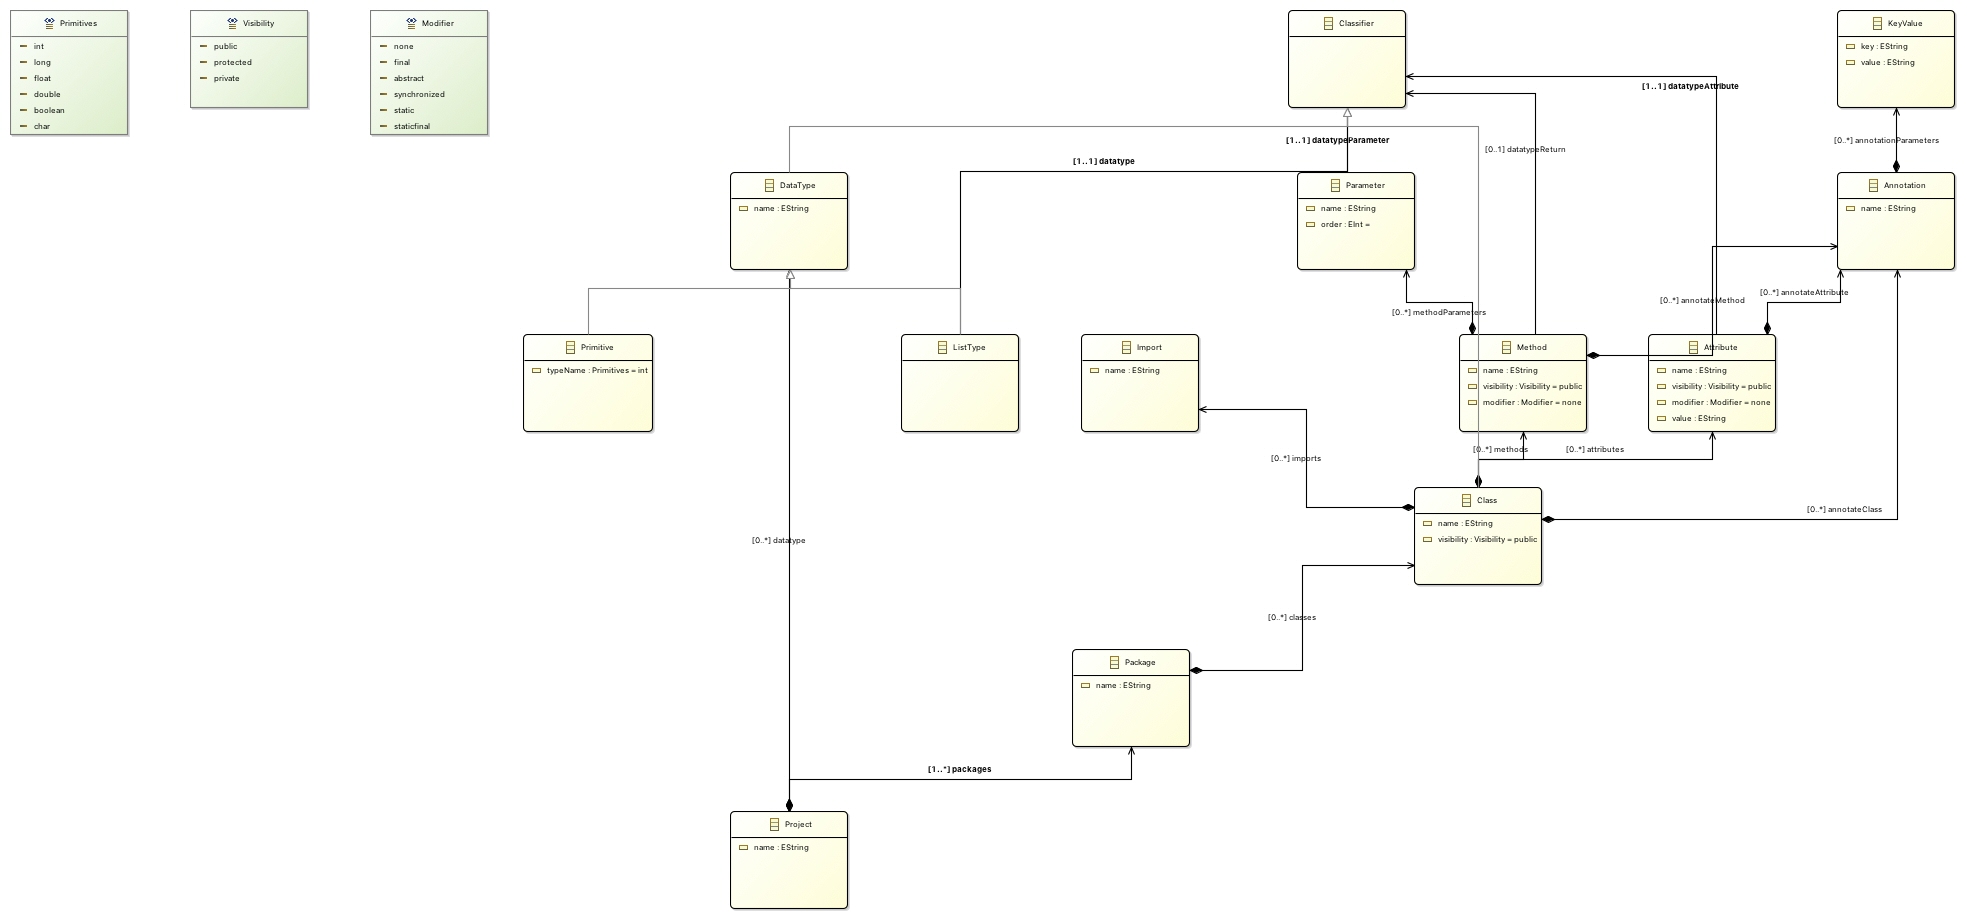 Primitives
int
long
float
double
boolean
char
Visibility
public
protected
private
Modifier
none
final
abstract
synchronized
static
staticfinal
Classifier
KeyValue
key : EString
value : EString
[1..1] datatypeAttribute
[1..1] datatypeParameter
[0..1] datatypeReturn
[0..*] annotationParameters
[1..1] datatype
DataType
name : EString
Parameter
name : EString
order : EInt =
Annotation
name : EString
[0..*] methodParameters
[0..*] annotateMethod
[0..*] annotateAttribute
Primitive
typeName : Primitives = int
ListType
Import
name : EString
Method
name : EString
visibility : Visibility = public
modifier : Modifier = none
Attribute
name : EString
visibility : Visibility = public
modifier : Modifier = none
value : EString
[0..*] methods
[0..*] attributes
[0..*] imports
Class
name : EString
visibility : Visibility = public
[0..*] annotateClass
[0..*] datatype
[0..*] classes
Package
name : EString
[1..*] packages
Project
name : EString